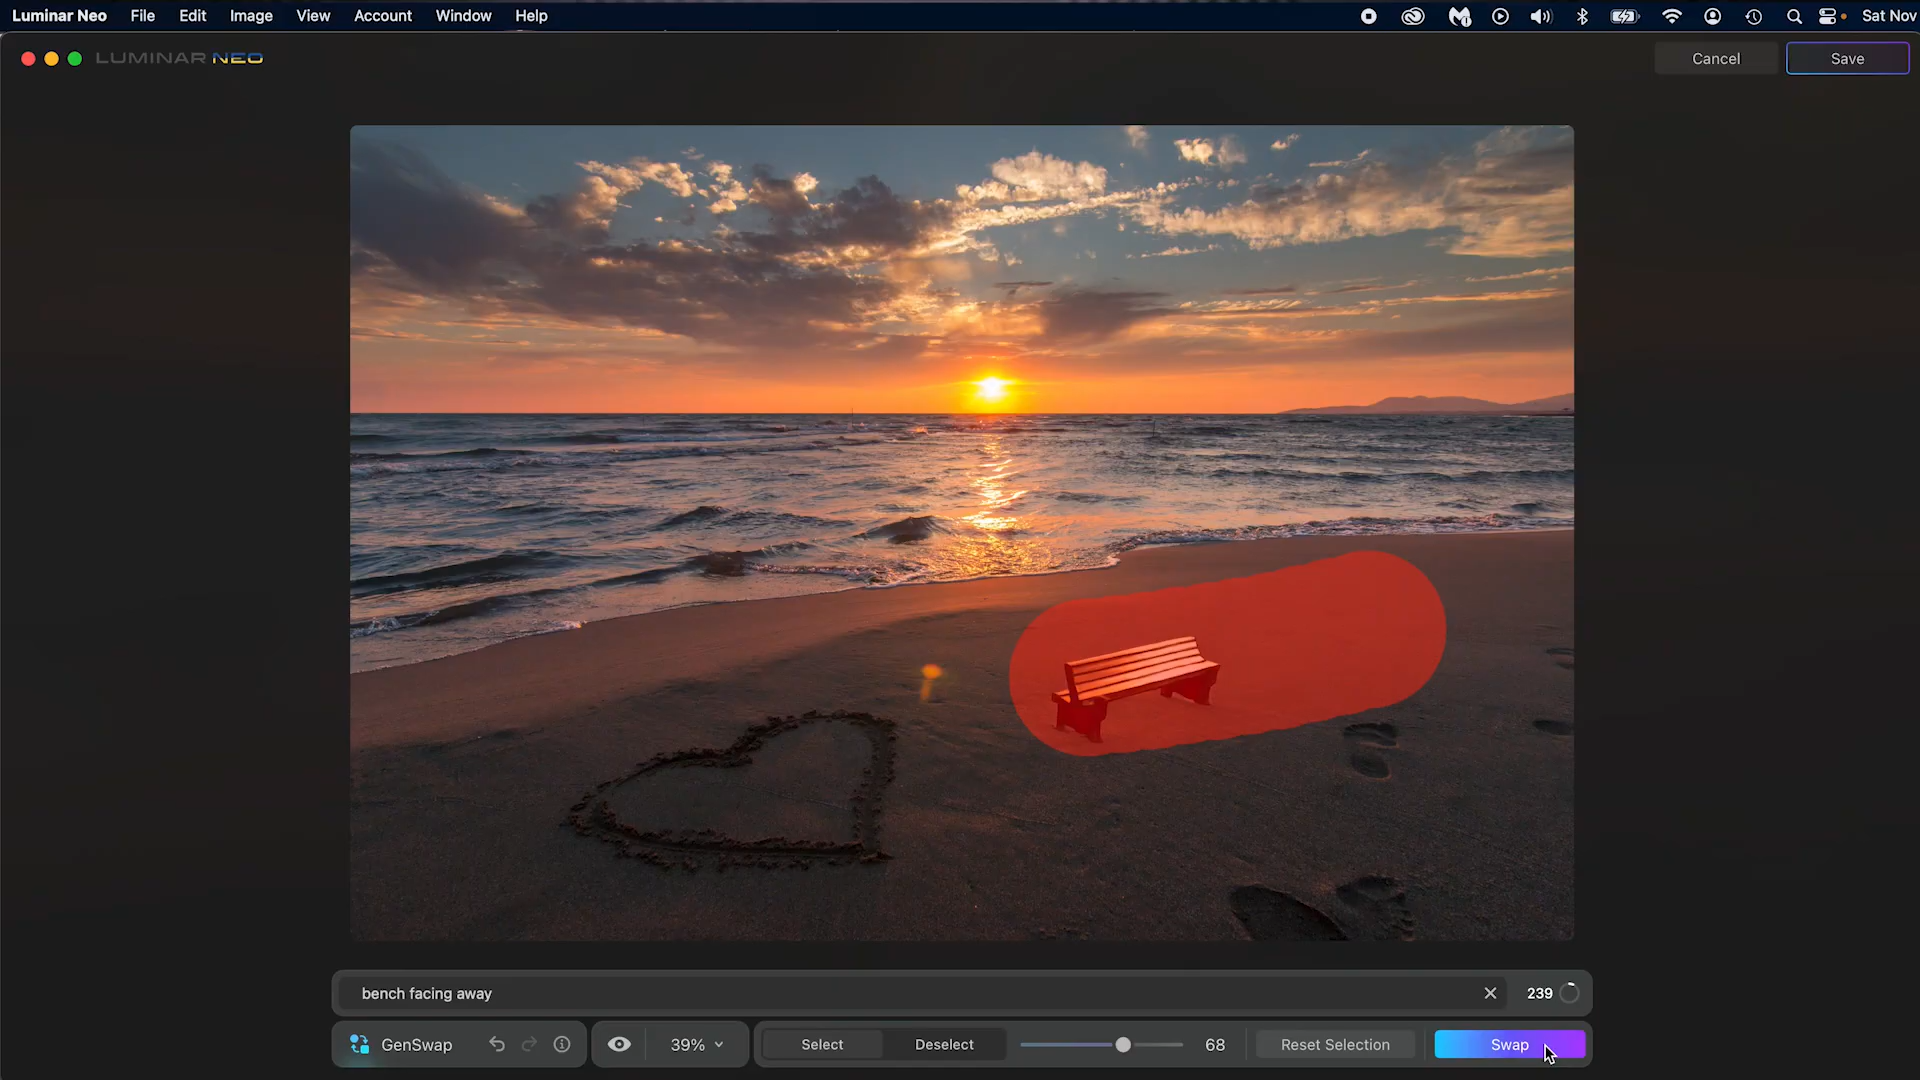 Luminar Neo File Edit Image View Account Window Help Sat Nov
LUMINAR NEO Cancel Save
bench facing away 239
GenSwap 39% Select Deselect 68 Reset Selection Swap